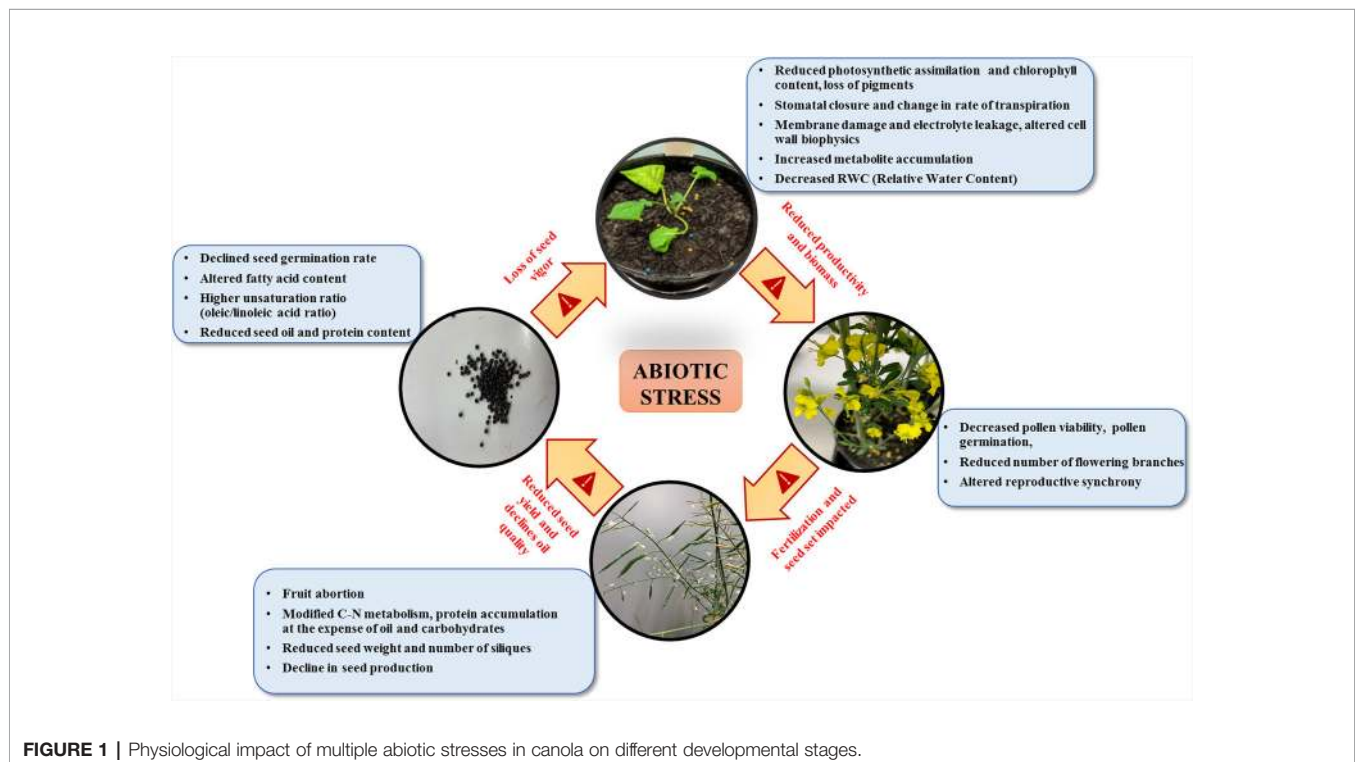 • Reduced photosynthetic assimilation and chlorophyll
content, loss of pigments
• Stomatal closure and change in rate of transpiration
• Membrane damage and electrolyte leakage, altered cell
wall biophysics
• Increased metabolite accumulation
• Decreased RWC (Relative Water Content)
Loss of seed
vigor
Reduced productivity
and biomass
• Declined seed germination rate
• Altered fatty acid content
• Higher unsaturation ratio
(oleic/linoleic acid ratio)
• Reduced seed oil and protein content
ABIOTIC
STRESS
• Decreased pollen viability, pollen
germination,
• Reduced number of flowering branches
• Altered reproductive synchrony
Reduced seed
yield and
declines oil
quality
Fertilization and
seed set impacted
• Fruit abortion
• Modified C-N metabolism, protein accumulation
at the expense of oil and carbohydrates
• Reduced seed weight and number of siliques
• Decline in seed production
FIGURE 1 | Physiological impact of multiple abiotic stresses in canola on different developmental stages.